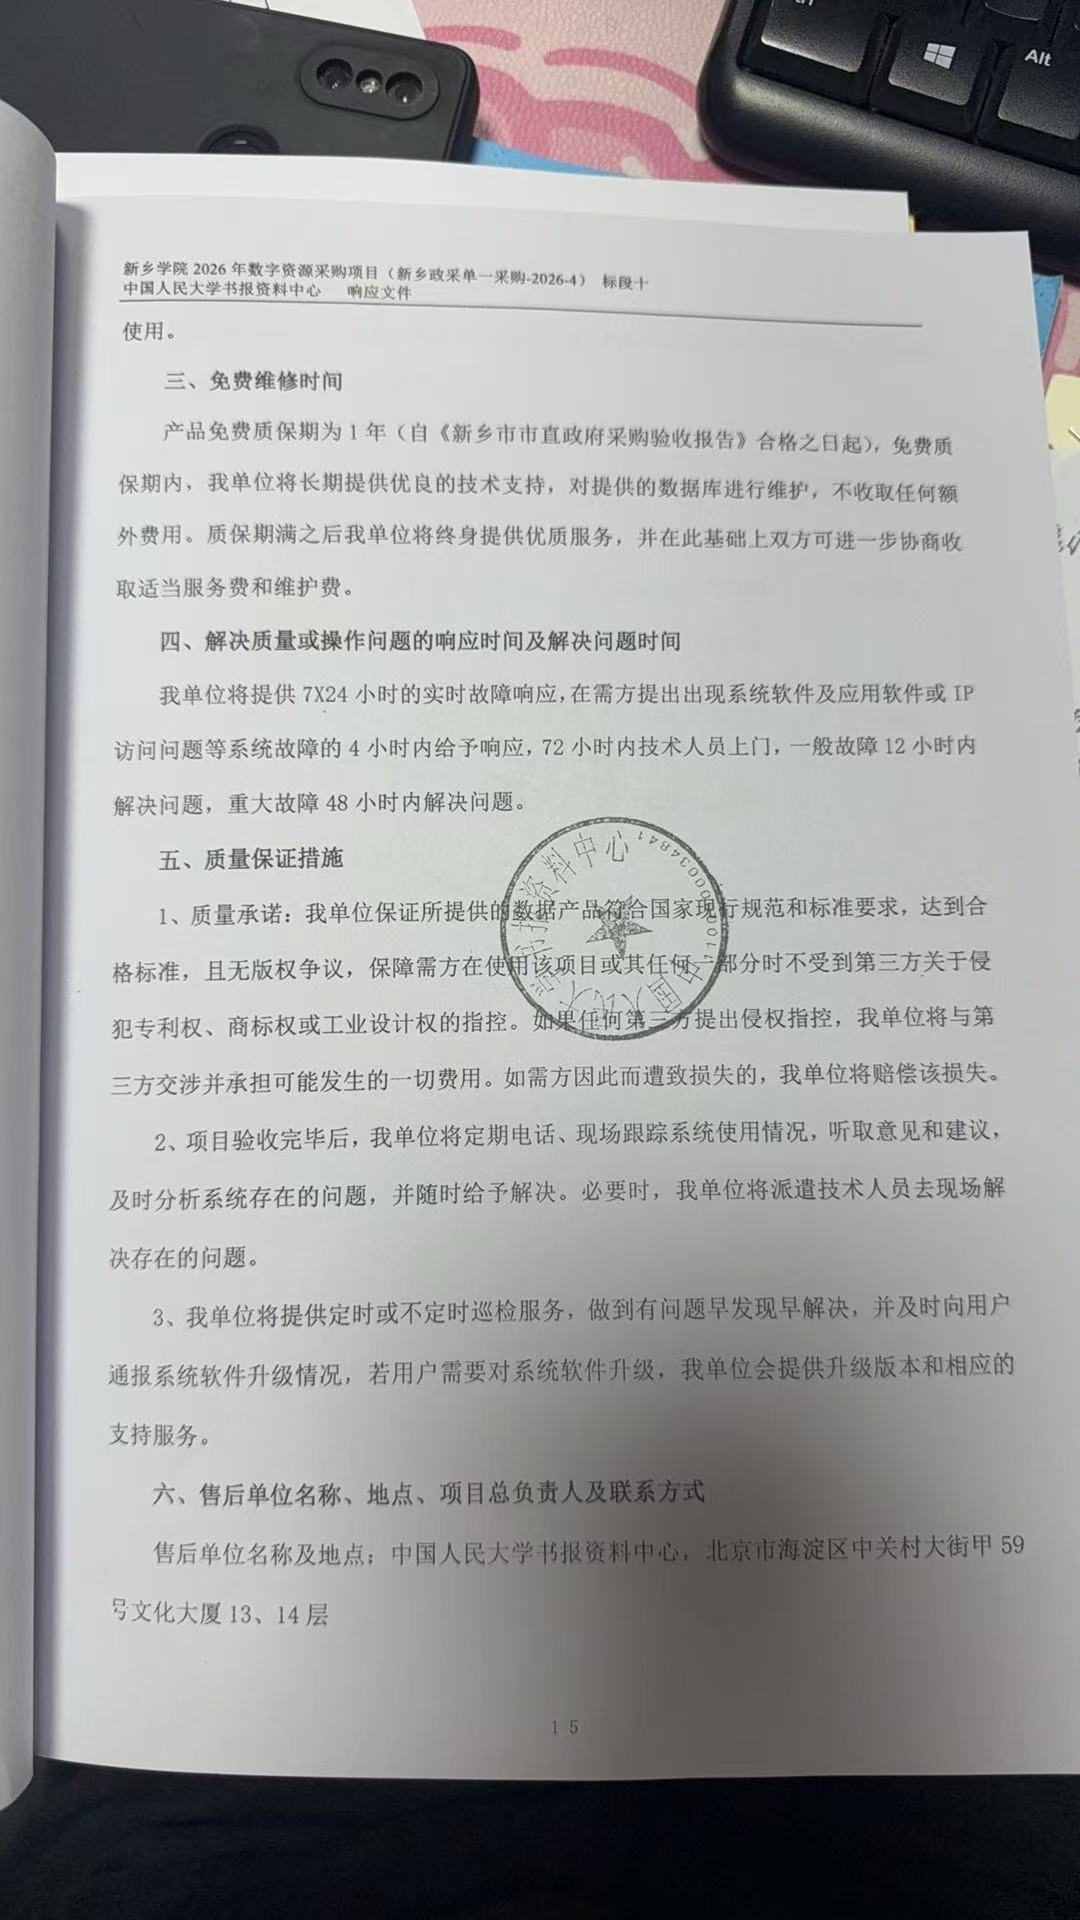 Alt
新乡学院 2026 年数字资源采购项目（新乡政采单一采购-2026-4） 标段十
中国人民大学书报资料中心 响应文件
使用。
三、免费维修时间
产品免费质保期为 1 年（自《新乡市市直政府采购验收报告》合格之日起），免费质
保期内，我单位将长期提供优良的技术支持，对提供的数据库进行维护，不收取任何额
外费用。质保期满之后我单位将终身提供优质服务，并在此基础上双方可进一步协商收
取适当服务费和维护费。
四、解决质量或操作问题的响应时间及解决问题时间
我单位将提供 7X24 小时的实时故障响应，在需方提出出现系统软件及应用软件或 IP
访问问题等系统故障的 4 小时内给予响应，72 小时内技术人员上门，一般故障 12 小时内
解决问题，重大故障 48 小时内解决问题。
五、质量保证措施
1、质量承诺：我单位保证所提供的数据产品符合国家现行规范和标准要求，达到合
格标准，且无版权争议，保障需方在使用该项目或其任何一部分时不受到第三方关于侵
犯专利权、商标权或工业设计权的指控。如果任何第三方提出侵权指控，我单位将与第
三方交涉并承担可能发生的一切费用。如需方因此而遭致损失的，我单位将赔偿该损失。
2、项目验收完毕后，我单位将定期电话、现场跟踪系统使用情况，听取意见和建议，
及时分析系统存在的问题，并随时给予解决。必要时，我单位将派遣技术人员去现场解
决存在的问题。
3、我单位将提供定时或不定时巡检服务，做到有问题早发现早解决，并及时向用户
通报系统软件升级情况，若用户需要对系统软件升级，我单位会提供升级版本和相应的
支持服务。
六、售后单位名称、地点、项目总负责人及联系方式
售后单位名称及地点：中国人民大学书报资料中心，北京市海淀区中关村大街甲 59
号文化大厦 13、14 层
15